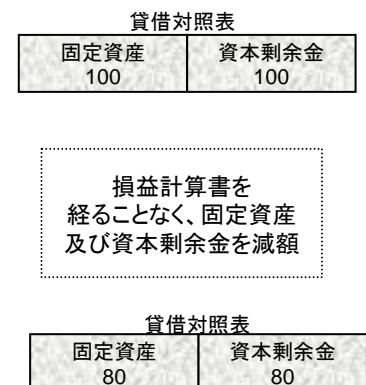 貸借対照表
固定資産 資本剰余金
100 100
損益計算書を
経ることなく、固定資産
及び資本剰余金を減額
貸借対照表
固定資産 資本剰余金
80 80